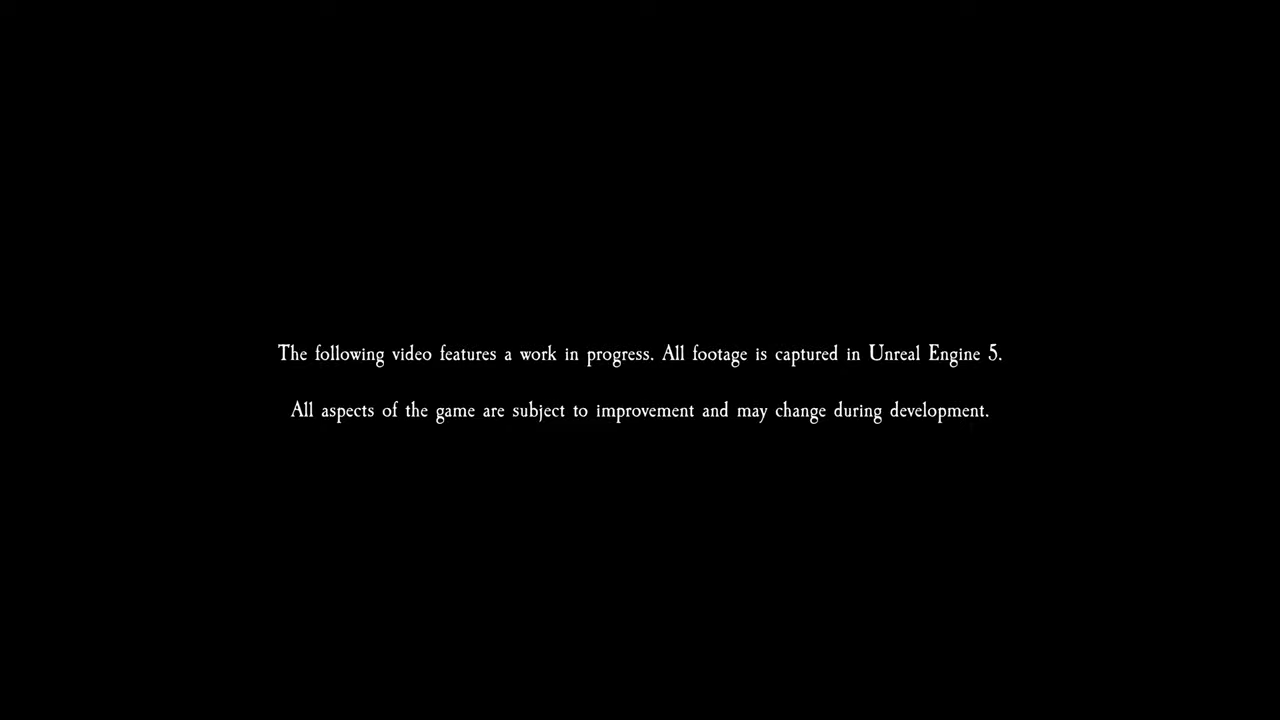 The following video features a work in progress. All footage is captured in Unreal Engine 5.
All aspects of the game are subject to improvement and may change during development.